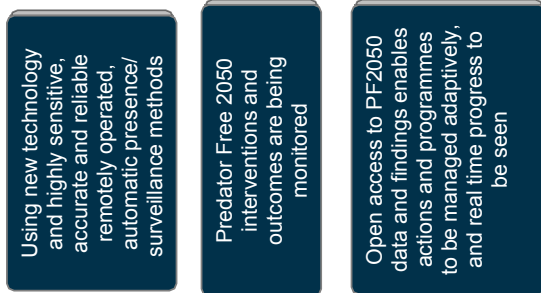 Using new technology
and highly sensitive,
accurate and reliable
remotely operated,
automatic presence/
surveillance methods
Predator Free 2050
interventions and
outcomes are being
monitored
Open access to PF2050
data and findings enables
actions and programmes
to be managed adaptively,
and real time progress to
be seen